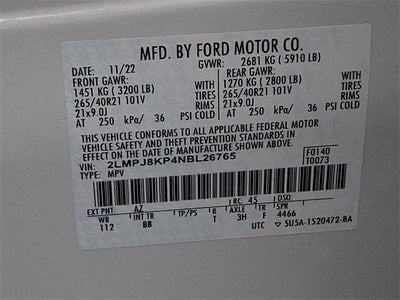 MFD. BY FORD MOTOR CO.
DATE: 11/22 GVWR: 2681 KG ( 5910 LB)
FRONT GAWR: REAR GAWR:
1451 KG ( 3200 LB) WITH 1270 KG ( 2800 LB) WITH
265/40R21 101V TIRES 265/40R21 101V TIRES
21x9.0J RIMS 21x9.0J RIMS
AT 250 kPa/ 36 PSI COLD AT 250 kPa/ 36 PSI COLD
THIS VEHICLE CONFORMS TO ALL APPLICABLE FEDERAL MOTOR
VEHICLE SAFETY AND THEFT PREVENTION STANDARDS IN
EFFECT ON THE DATE OF MANUFACTURE SHOWN ABOVE.
VIN: 2LMPJ8KP4NBL26765 F0140
TYPE: MPV T0073
EXT PNT: AZ RC: 45
WB INT TR TP/PS R AXLE TR
112 BB T 3H F 4466
UTC 5U5A-1520472-BA